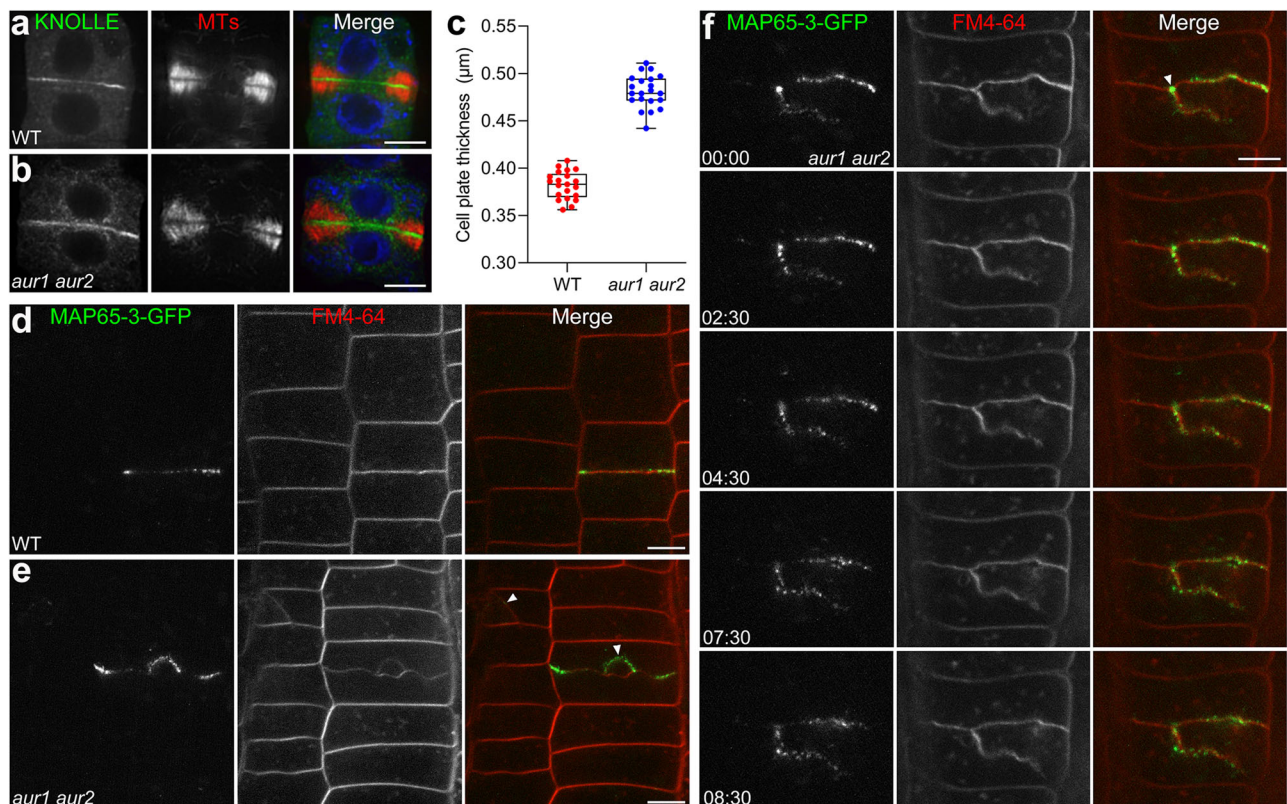 a
KNOLLE
MTs
Merge
WT
b
aur1 aur2
c
Cell plate thickness (μm)
0.50
0.45
0.40
0.35
0.30
WT
aur1 aur2
d
MAP65-3-GFP
FM4-64
Merge
WT
e
aur1 aur2
f
MAP65-3-GFP
FM4-64
Merge
00:00
aur1 aur2
02:30
04:30
07:30
08:30